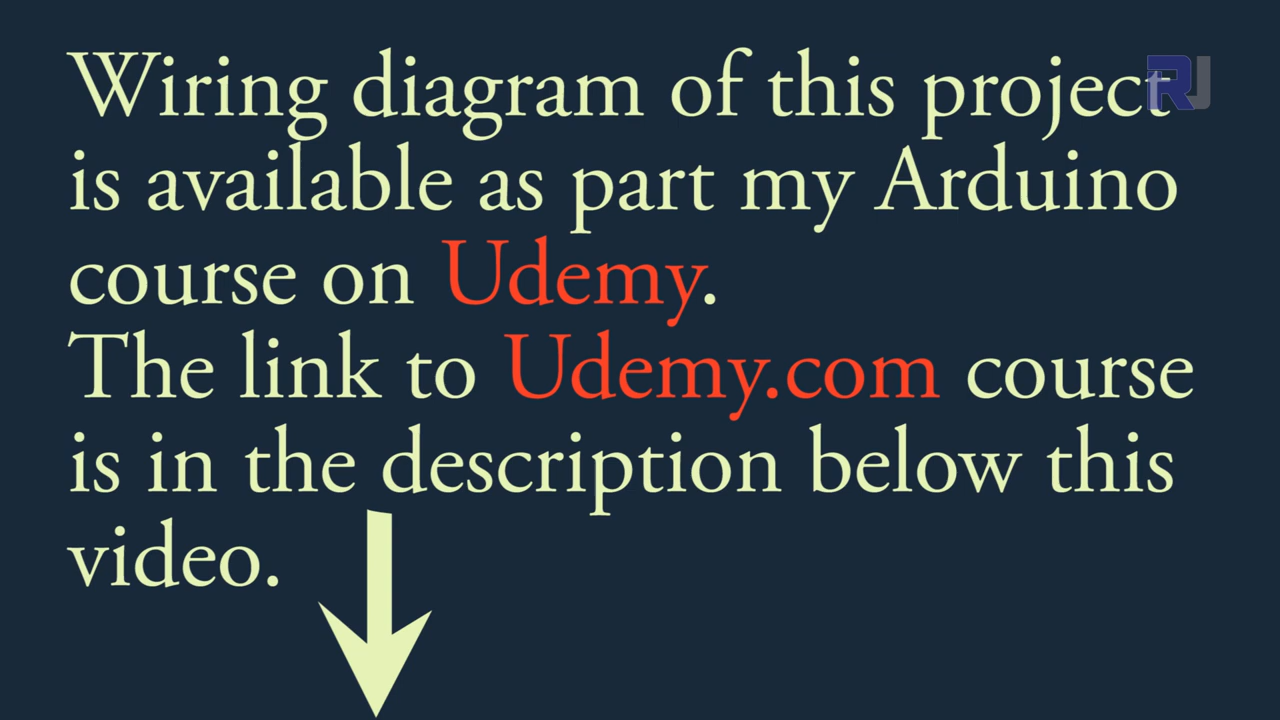 Wiring diagram of this project
is available as part my Arduino
course on Udemy.
The link to Udemy.com course
is in the description below this
video.
RJ